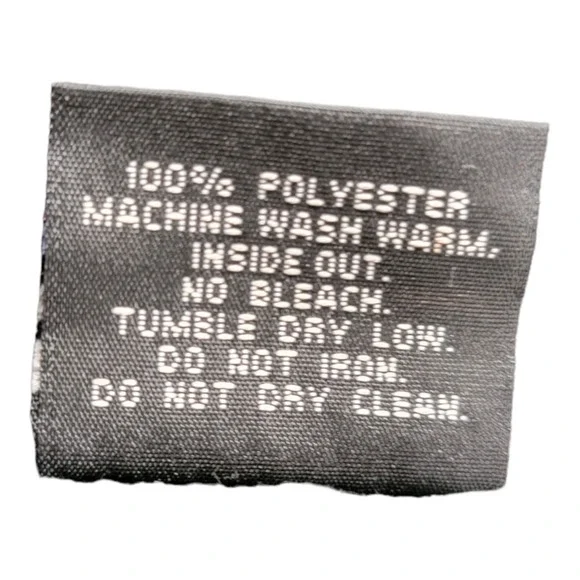 100% POLYESTER
MACHINE WASH WARM.
INSIDE OUT.
NO BLEACH.
TUMBLE DRY LOW.
DO NOT IRON.
DO NOT DRY CLEAN.